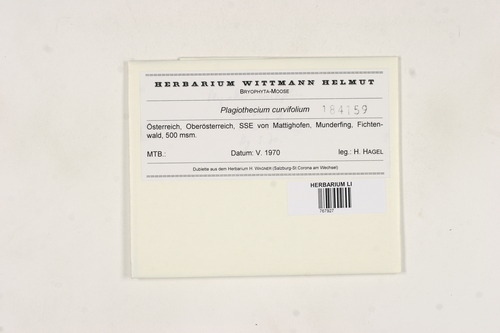 HERBARIUM WITTMANN HELMUT
BRYOPHYTA-MOOSE
Plagiothecium curvifolium 184159
Österreich, Oberösterreich, SSE von Mattighofen, Munderfing, Fichten-
wald, 500 msm.
MTB.: Datum: V. 1970 leg.: H. HAGEL
Dublette aus dem Herbarium H. WAGNER (Salzburg-St.Corona am Wechsel)
HERBARIUM LI
767927